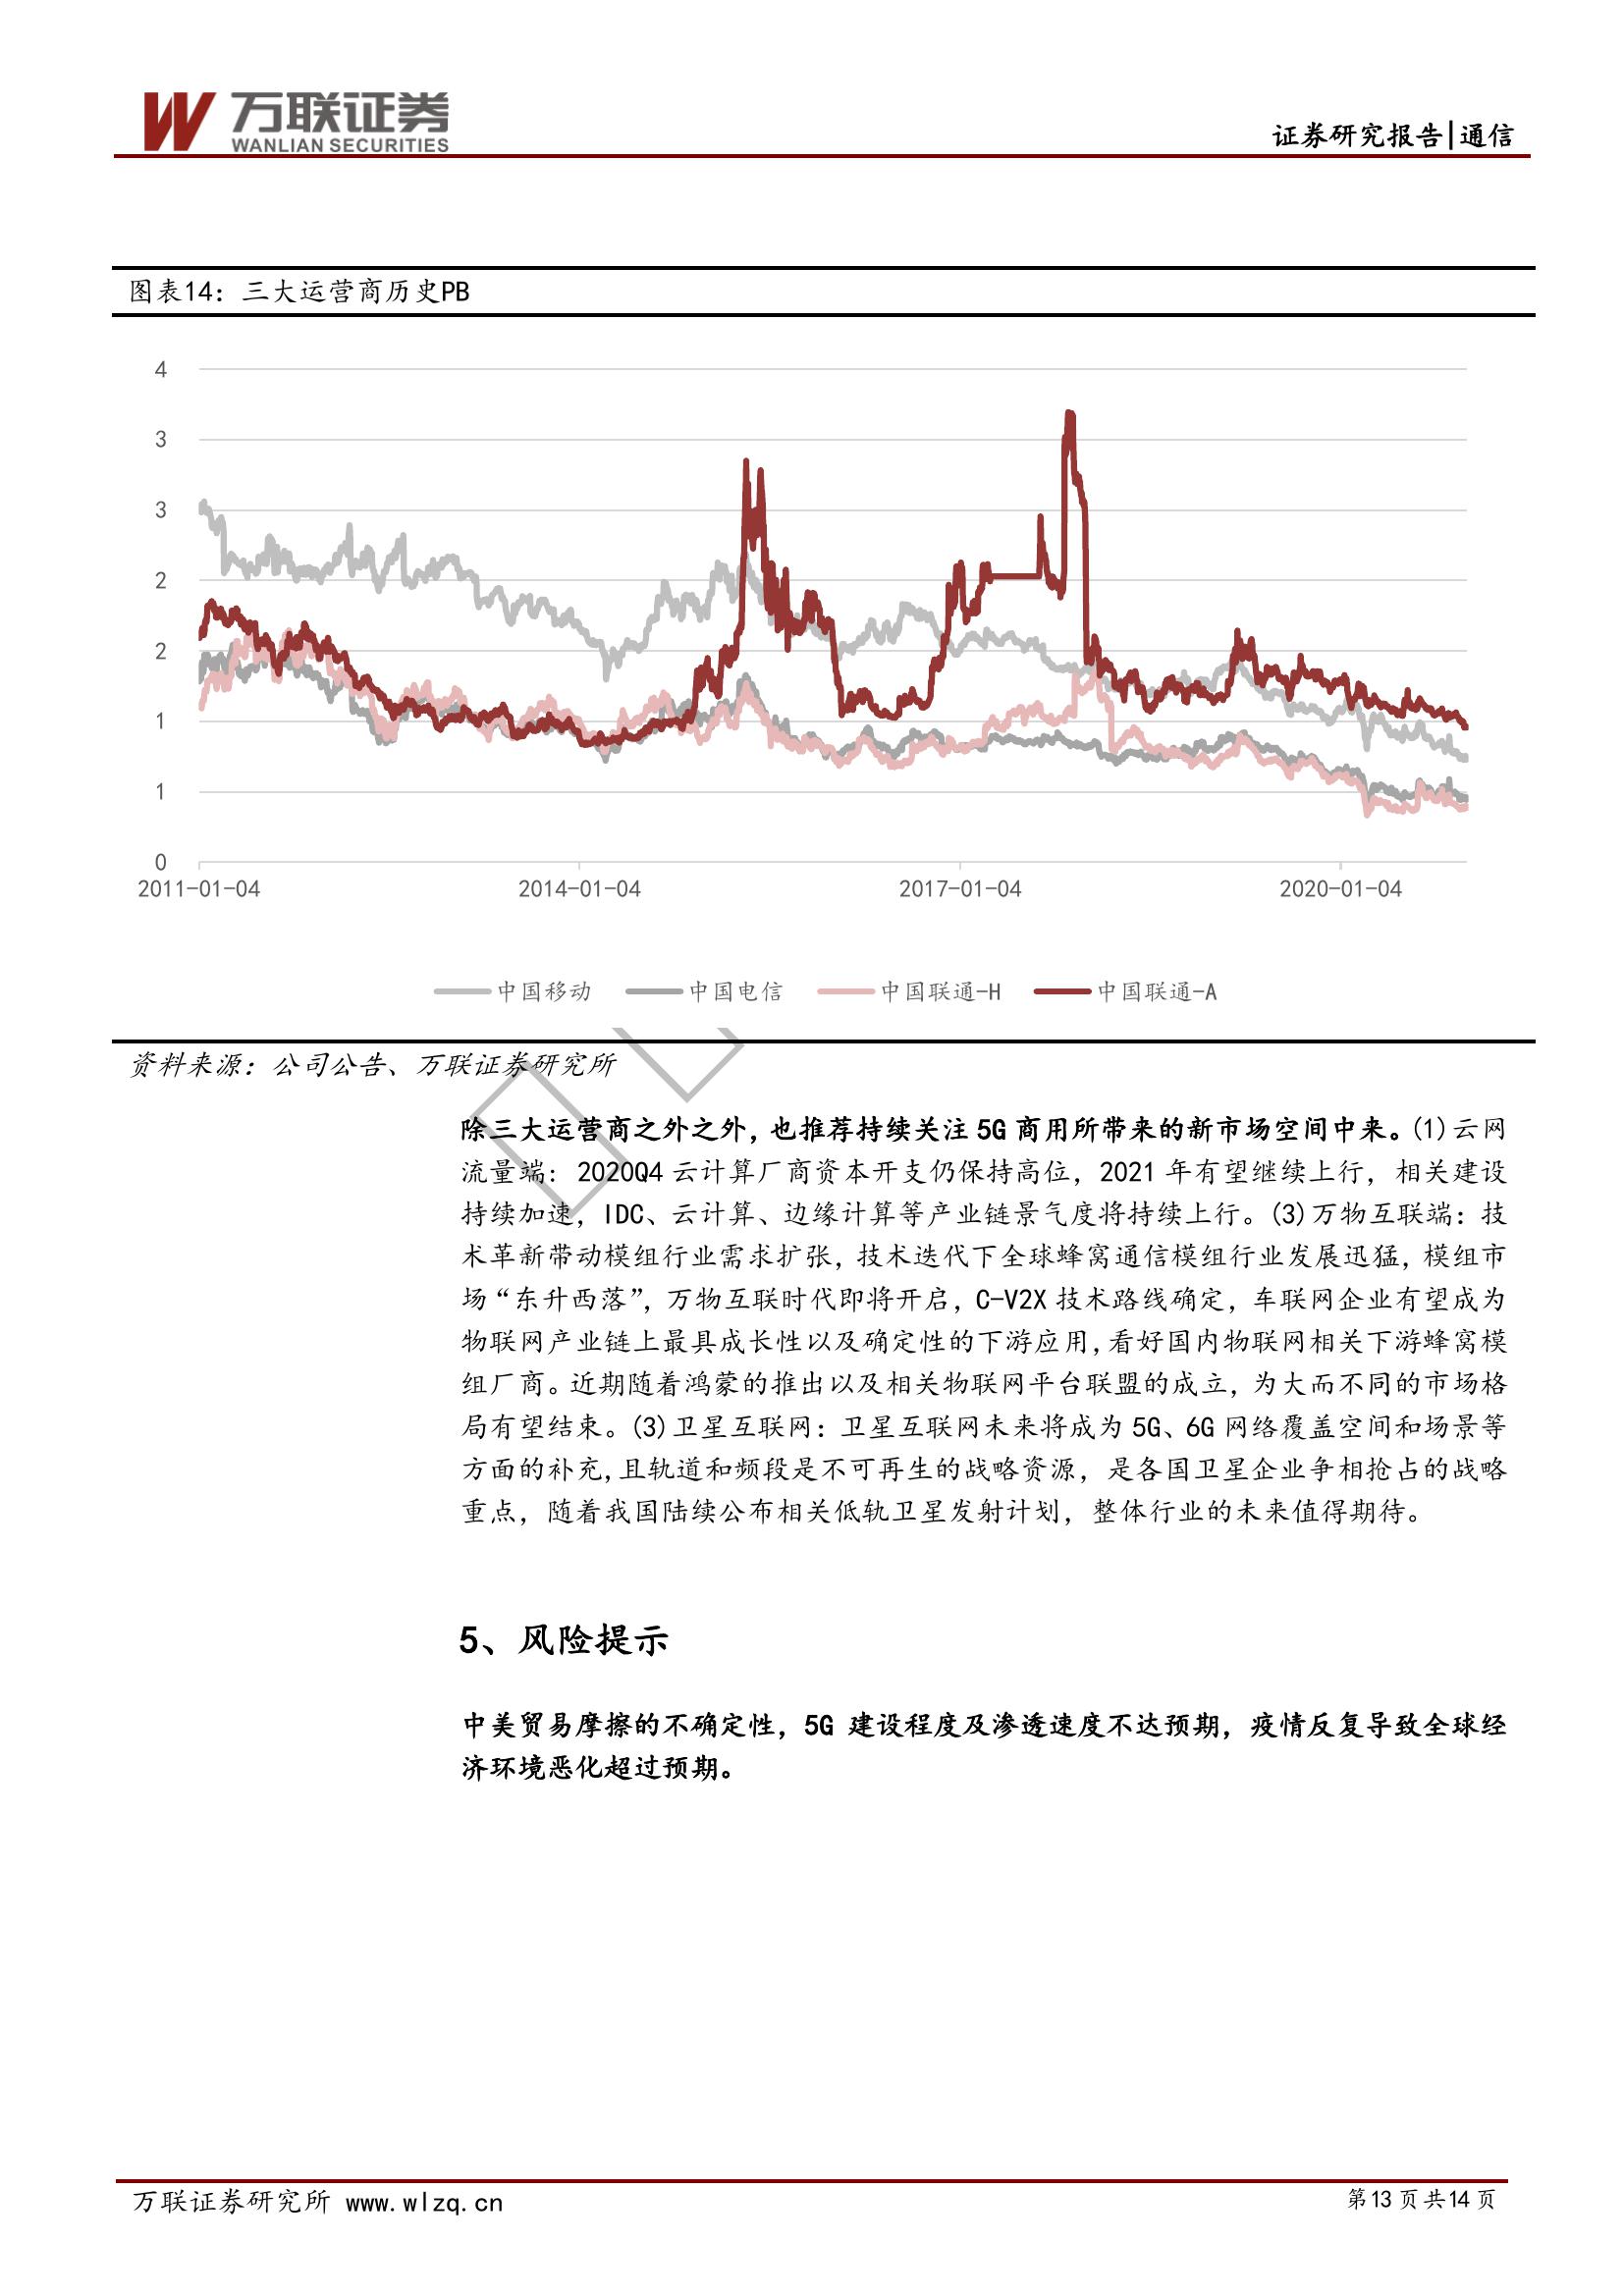 万联证券
WANLIAN SECURITIES
证券研究报告|通信
图表14：三大运营商历史PB
4
3
3
2
2
1
1
0
2011-01-04 2014-01-04 2017-01-04 2020-01-04
中国移动 中国电信 中国联通-H 中国联通-A
资料来源：公司公告、万联证券研究所
除三大运营商之外之外，也推荐持续关注 5G 商用所带来的新市场空间中来。(1)云网
流量端：2020Q4 云计算厂商资本开支仍保持高位，2021 年有望继续上行，相关建设
持续加速，IDC、云计算、边缘计算等产业链景气度将持续上行。(3)万物互联端：技
术革新带动模组行业需求扩张，技术迭代下全球蜂窝通信模组行业发展迅猛，模组市
场“东升西落”，万物互联时代即将开启，C-V2X 技术路线确定，车联网企业有望成为
物联网产业链上最具成长性以及确定性的下游应用，看好国内物联网相关下游蜂窝模
组厂商。近期随着鸿蒙的推出以及相关物联网平台联盟的成立，为大而不同的市场格
局有望结束。(3)卫星互联网：卫星互联网未来将成为 5G、6G 网络覆盖空间和场景等
方面的补充，且轨道和频段是不可再生的战略资源，是各国卫星企业争相抢占的战略
重点，随着我国陆续公布相关低轨卫星发射计划，整体行业的未来值得期待。
5、风险提示
中美贸易摩擦的不确定性，5G 建设程度及渗透速度不达预期，疫情反复导致全球经
济环境恶化超过预期。
万联证券研究所 www.wlzq.cn 第13页共14页